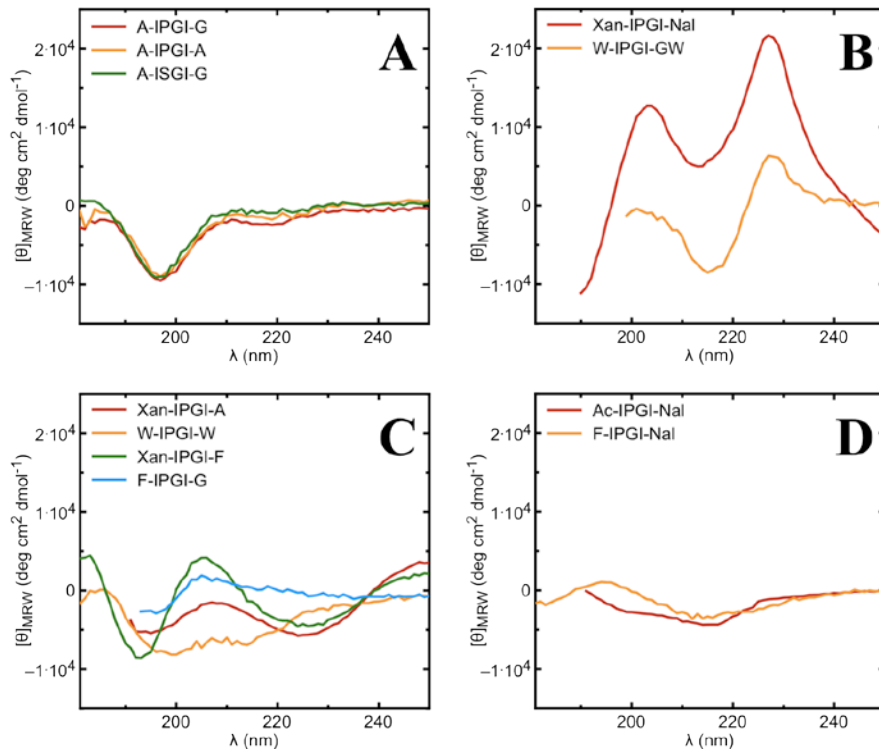 A-IPGI-G
A-IPGI-A
A-ISGI-G
A
2·10⁴
1·10⁴
0
−1·10⁴
[θ]MRW (deg cm² dmol⁻¹)
200 220 240
λ (nm)
Xan-IPGI-Nal
W-IPGI-GW
B
2·10⁴
1·10⁴
0
−1·10⁴
[θ]MRW (deg cm² dmol⁻¹)
200 220 240
λ (nm)
Xan-IPGI-A
W-IPGI-W
Xan-IPGI-F
F-IPGI-G
C
2·10⁴
1·10⁴
0
−1·10⁴
[θ]MRW (deg cm² dmol⁻¹)
200 220 240
λ (nm)
Ac-IPGI-Nal
F-IPGI-Nal
D
2·10⁴
1·10⁴
0
−1·10⁴
[θ]MRW (deg cm² dmol⁻¹)
200 220 240
λ (nm)